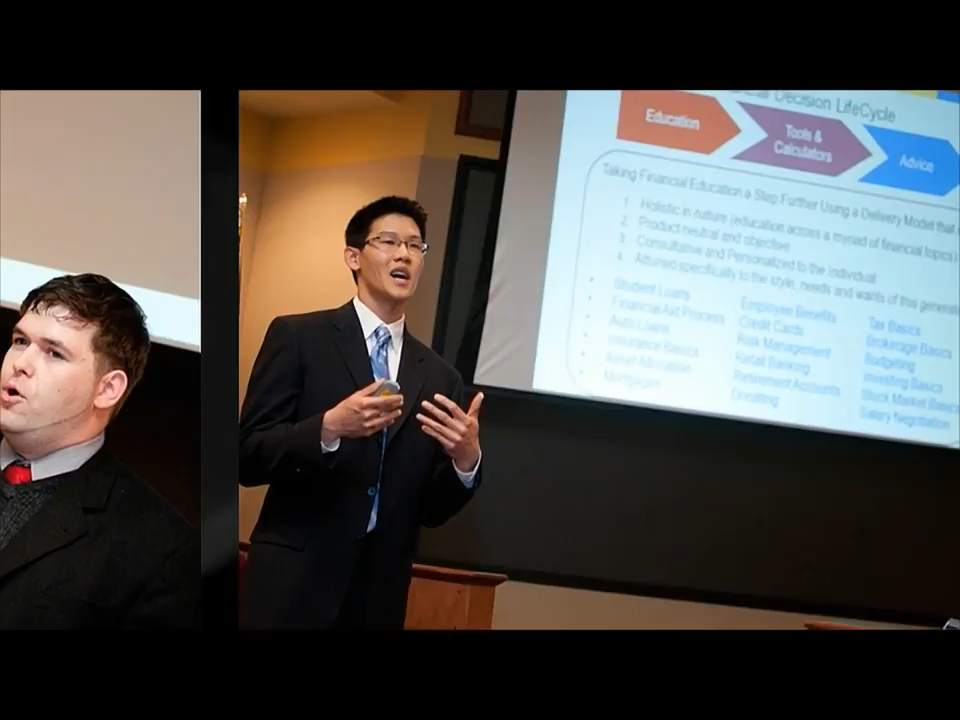 Decision LifeCycle
Education
Tools &
Calculators
Advice
Taking Financial Education a Step Further Using a Delivery Model that
1. Holistic in nature (education across a myriad of financial topics)
2. Product neutral and objective
3. Consultative and Personalized to the individual
4. Attuned specifically to the style, needs and wants of this
Student Loans
Financial Aid Process
Auto Loans
Insurance Basics
Asset Allocation
Mortgages
Employee Benefits
Credit Cards
Risk Management
Retail Banking
Retirement Accounts
Donating
Tax Basics
Brokerage Basics
Budgeting
Investing Basics
Stock Market Basics
Salary Negotiation